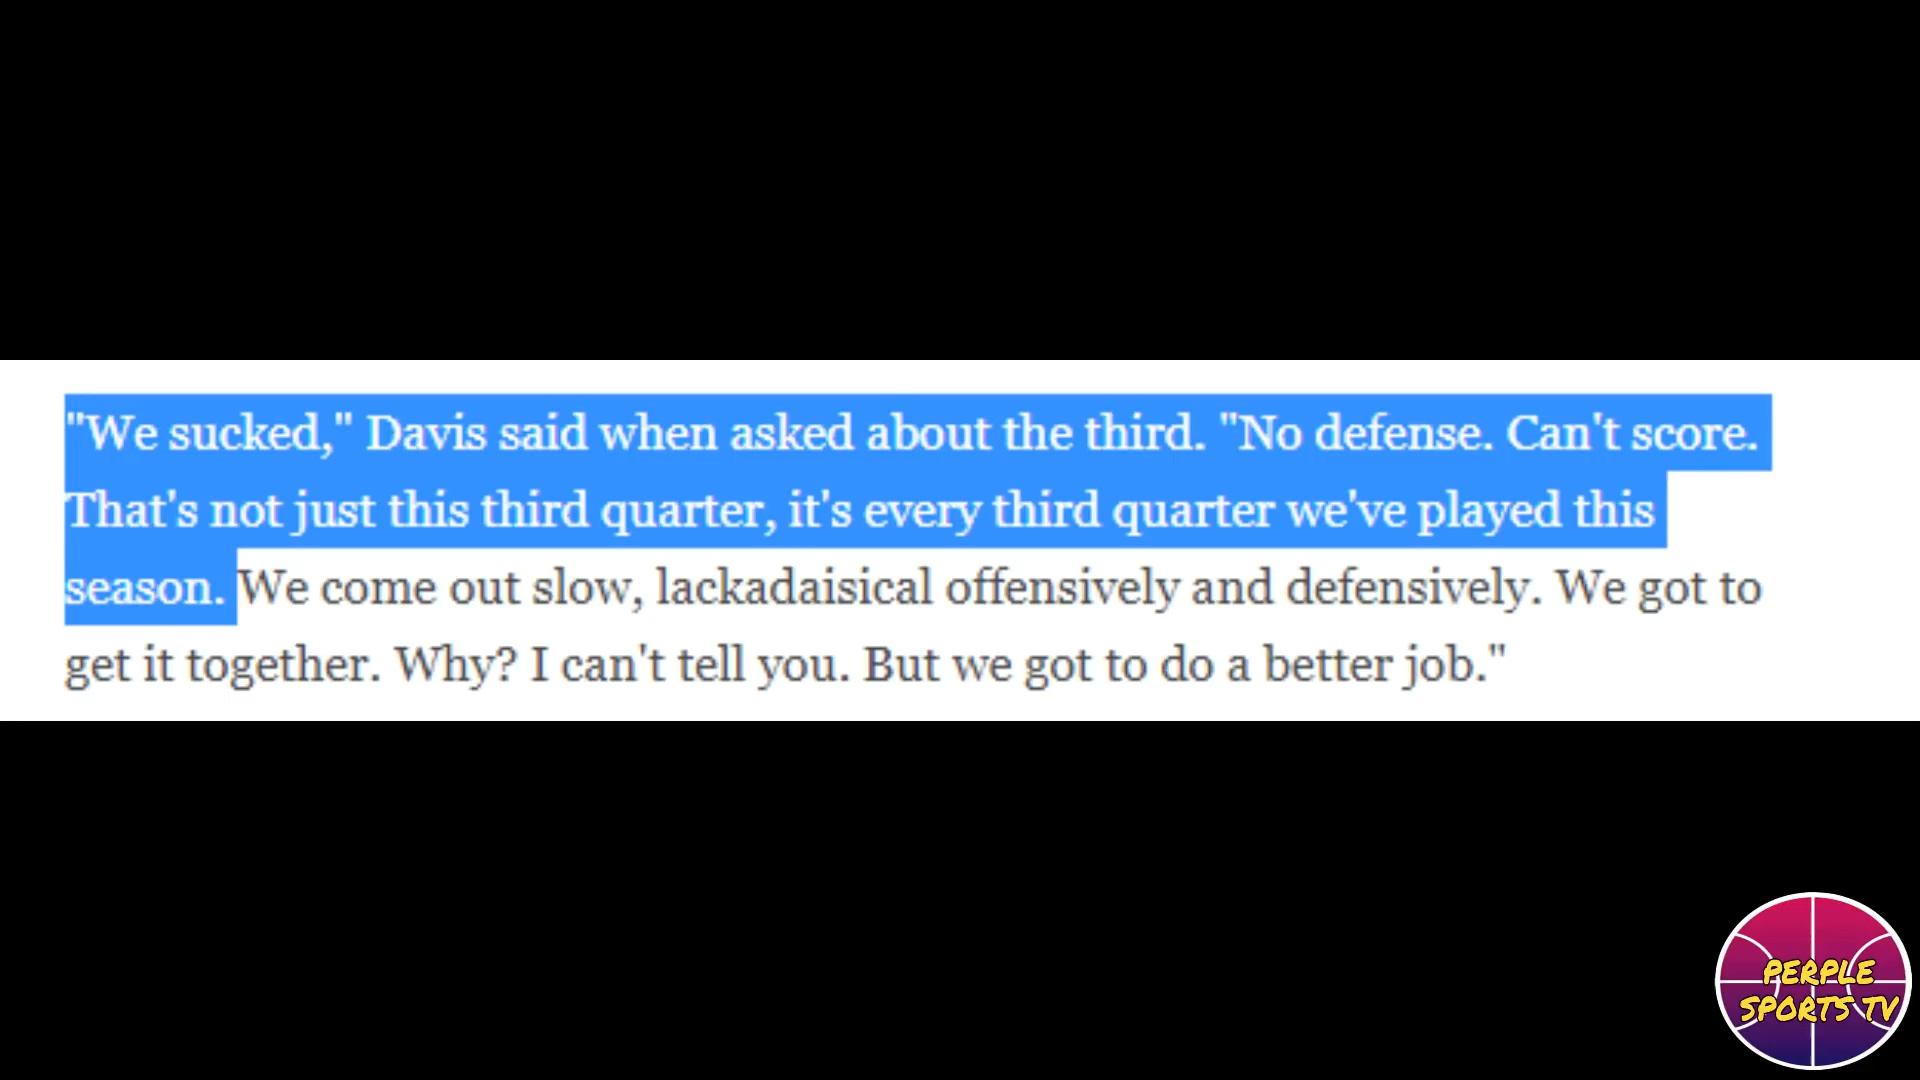 "We sucked," Davis said when asked about the third. "No defense. Can't score.
That's not just this third quarter, it's every third quarter we've played this
season. We come out slow, lackadaisical offensively and defensively. We got to
get it together. Why? I can't tell you. But we got to do a better job."
PERPLE
SPORTS TV